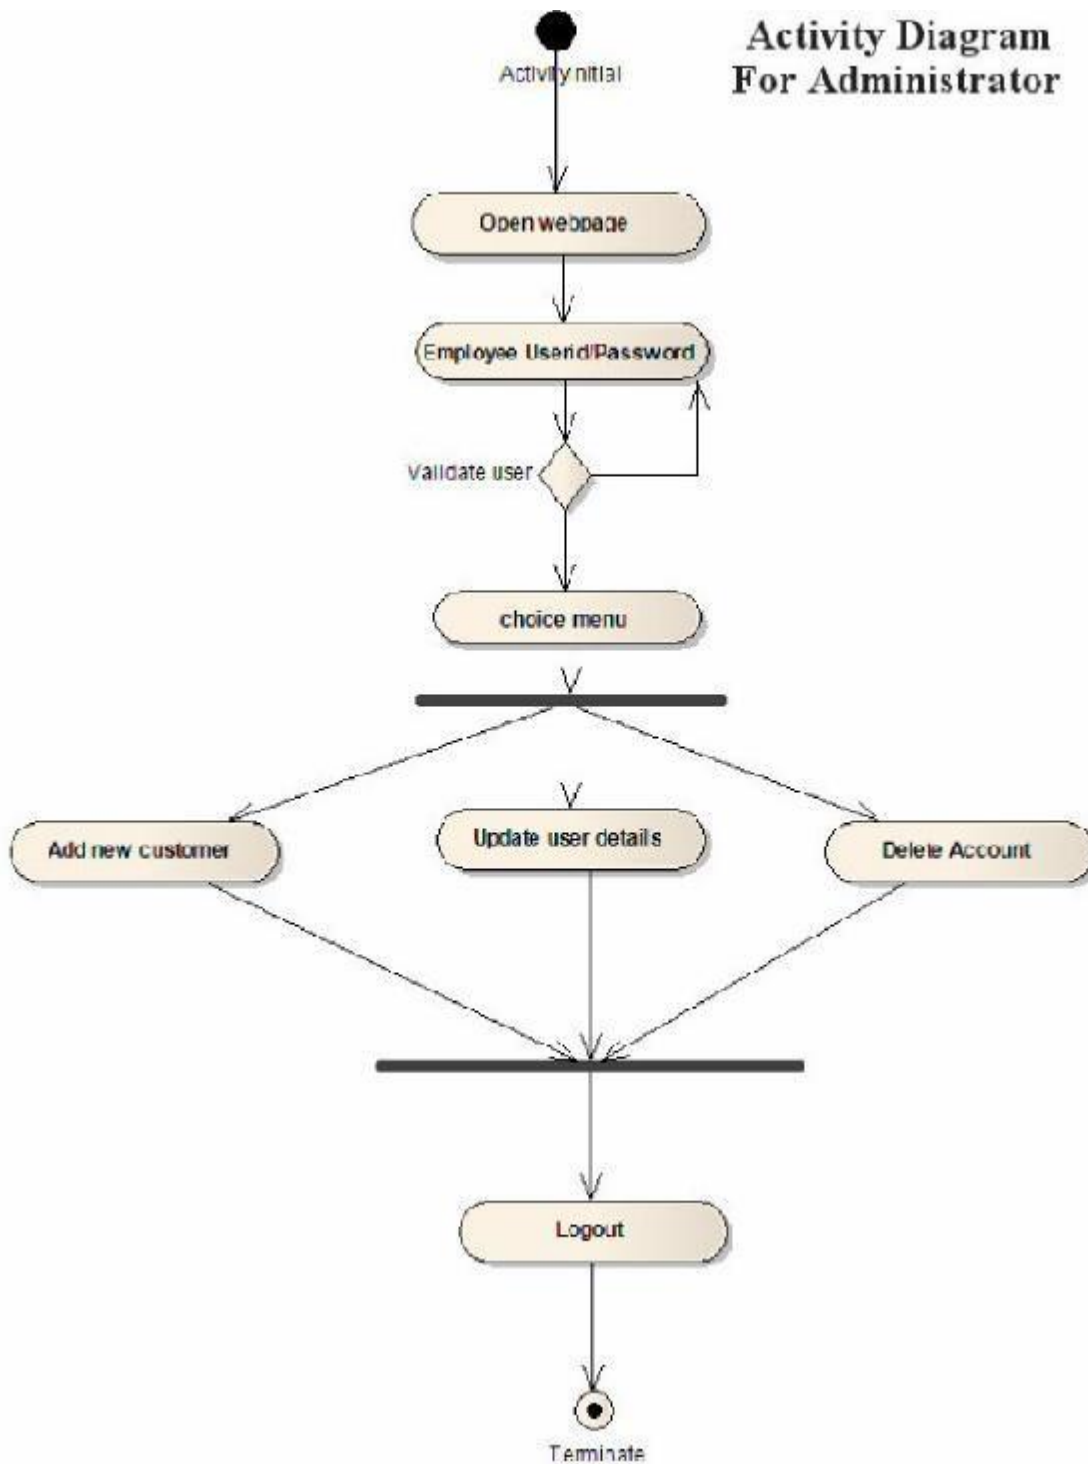 Activity Diagram
For Administrator
Activity nitial
Open webpage
Employee Userid/Password
Validate user
choice menu
Add new customer
Update user details
Delete Account
Logout
Terminate